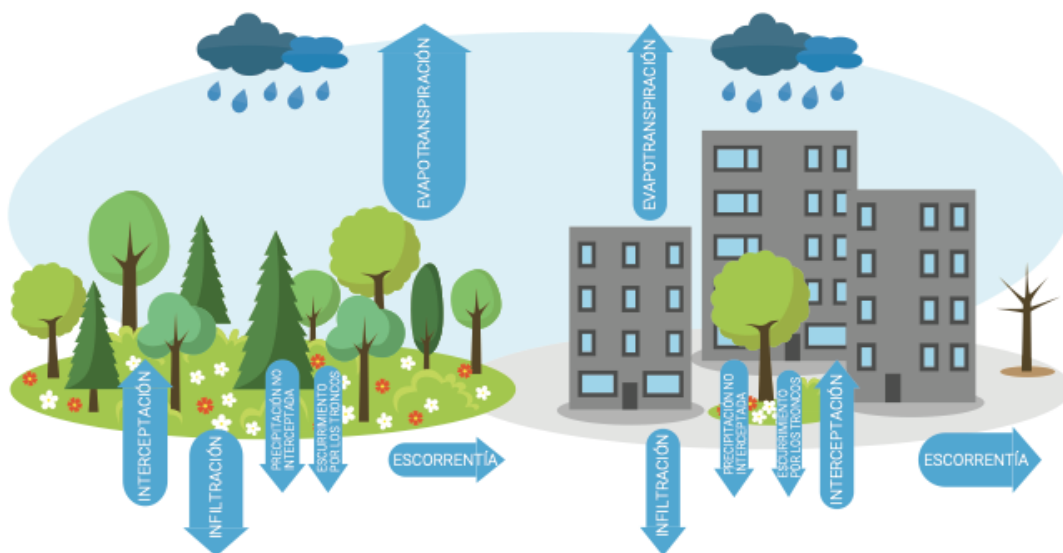 EVAPOTRANSPIRACIÓN
INTERCEPTACIÓN
INFILTRACIÓN
PRECIPITACIÓN NO
INTERCEPTADA
ESCURRIMIENTO
POR LOS TRONCOS
ESCORRENTÍA
EVAPOTRANSPIRACIÓN
INFILTRACIÓN
PRECIPITACIÓN NO
INTERCEPTADA
ESCURRIMIENTO
POR LOS TRONCOS
INTERCEPTACIÓN
ESCORRENTÍA